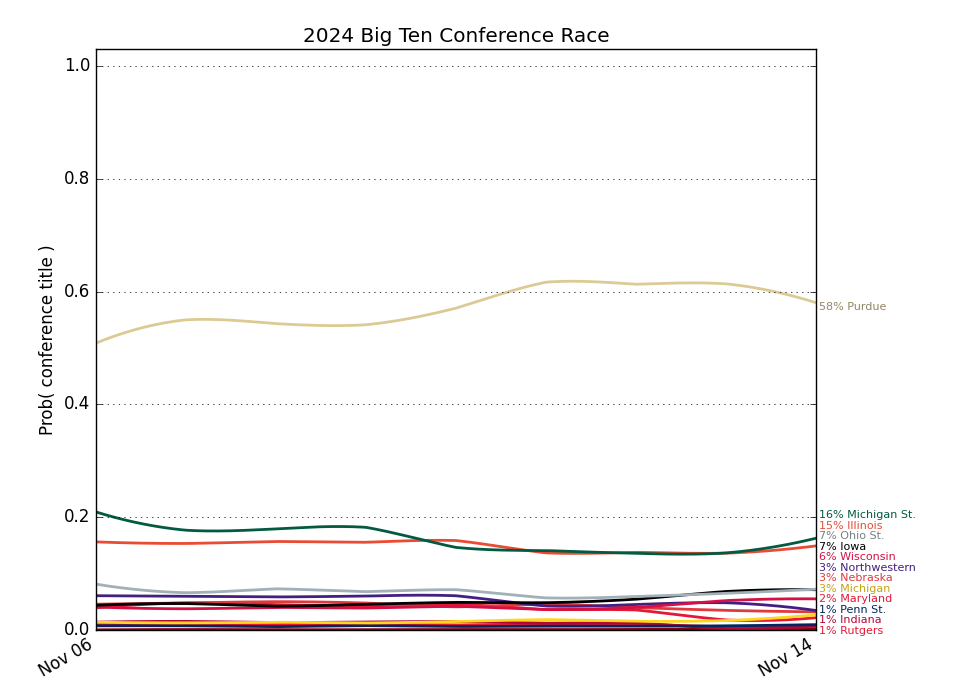 2024 Big Ten Conference Race
Prob( conference title )
1.0
0.8
0.6
0.4
0.2
0.0
Nov 06
Nov 14
58% Purdue
16% Michigan St.
15% Illinois
7% Ohio St.
7% Iowa
6% Wisconsin
3% Northwestern
3% Nebraska
3% Michigan
2% Maryland
1% Penn St.
1% Indiana
1% Rutgers